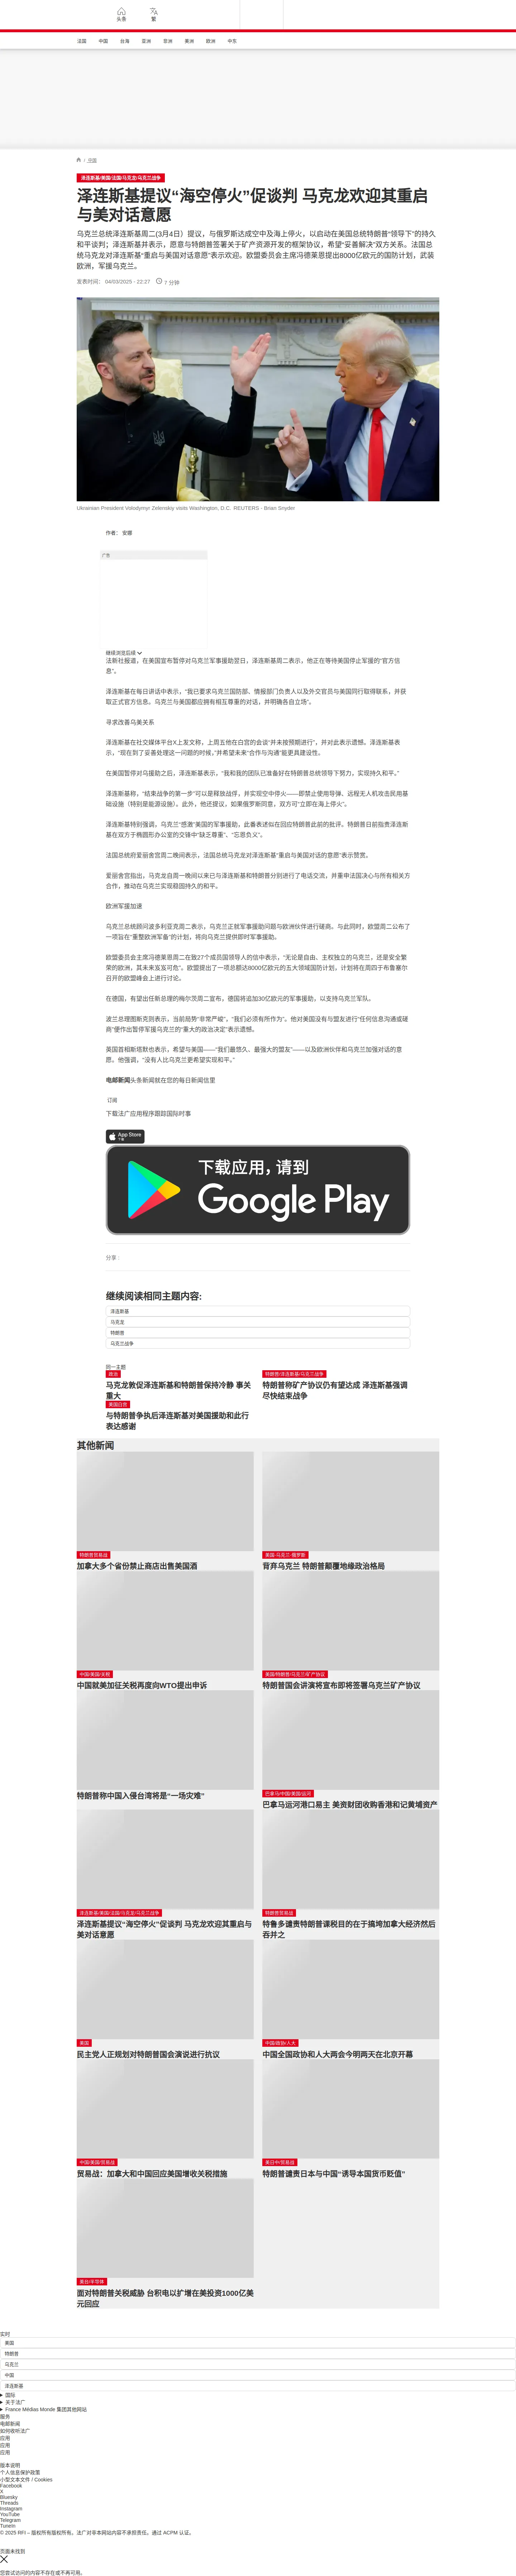 头条
繁
法国
中国
台海
亚洲
非洲
美洲
欧洲
中东
/ 中国
泽连斯基/美国/法国/马克龙/乌克兰战争
泽连斯基提议“海空停火”促谈判 马克龙欢迎其重启
与美对话意愿
乌克兰总统泽连斯基周二(3月4日）提议，与俄罗斯达成空中及海上停火，以启动在美国总统特朗普“领导下”的持久
和平谈判；泽连斯基并表示，愿意与特朗普签署关于矿产资源开发的框架协议，希望“妥善解决”双方关系。法国总
统马克龙对泽连斯基“重启与美国对话意愿”表示欢迎。欧盟委员会主席冯德莱恩提出8000亿欧元的国防计划，武装
欧洲，军援乌克兰。
发表时间： 04/03/2025 - 22:27
7 分钟
Ukrainian President Volodymyr Zelenskiy visits Washington, D.C. REUTERS - Brian Snyder
作者： 安娜
广告
继续浏览后续
法新社报道，在美国宣布暂停对乌克兰军事援助翌日，泽连斯基周二表示，他正在等待美国停止军援的“官方信
息”。
泽连斯基在每日讲话中表示，“我已要求乌克兰国防部、情报部门负责人以及外交官员与美国同行取得联系，并获
取正式官方信息。乌克兰与美国都应拥有相互尊重的对话，并明确各自立场”。
寻求改善乌美关系
泽连斯基在社交媒体平台X上发文称，上周五他在白宫的会谈“并未按预期进行”，并对此表示遗憾。泽连斯基表
示，“现在到了妥善处理这一问题的时候，”并希望未来“合作与沟通”能更具建设性。
在美国暂停对乌援助之后，泽连斯基表示，“我和我的团队已准备好在特朗普总统领导下努力，实现持久和平。”
泽连斯基称，“结束战争的第一步”可以是释放战俘，并实现空中停火——即禁止使用导弹、远程无人机攻击民用基
础设施（特别是能源设施）。此外，他还提议，如果俄罗斯同意，双方可“立即在海上停火”。
泽连斯基特别强调，乌克兰“感激”美国的军事援助，此番表述似在回应特朗普此前的批评。特朗普日前指责泽连斯
基在双方于椭圆形办公室的交锋中“缺乏尊重”、“忘恩负义”。
法国总统府爱丽舍宫周二晚间表示，法国总统马克龙对泽连斯基“重启与美国对话的意愿”表示赞赏。
爱丽舍宫指出，马克龙自周一晚间以来已与泽连斯基和特朗普分别进行了电话交流，并重申法国决心与所有相关方
合作，推动在乌克兰实现稳固持久的和平。
欧洲军援加速
乌克兰总统顾问波多利亚克周二表示，乌克兰正就军事援助问题与欧洲伙伴进行磋商。与此同时，欧盟周二公布了
一项旨在“重整欧洲军备”的计划，将向乌克兰提供即时军事援助。
欧盟委员会主席冯德莱恩周二在致27个成员国领导人的信中表示，“无论是自由、主权独立的乌克兰，还是安全繁
荣的欧洲，其未来岌岌可危”。欧盟提出了一项总额达8000亿欧元的五大领域国防计划，计划将在周四于布鲁塞尔
召开的欧盟峰会上进行讨论。
在德国，有望出任新总理的梅尔茨周二宣布，德国将追加30亿欧元的军事援助，以支持乌克兰军队。
波兰总理图斯克则表示，当前局势“非常严峻”。“我们必须有所作为”。他对美国没有与盟友进行“任何信息沟通或磋
商”便作出暂停军援乌克兰的“重大的政治决定”表示遗憾。
英国首相斯塔默也表示，希望与美国——“我们最悠久、最强大的盟友”——以及欧洲伙伴和乌克兰加强对话的意
愿。他强调，“没有人比乌克兰更希望实现和平。”
电邮新闻头条新闻就在您的每日新闻信里
订阅
下载法广应用程序跟踪国际时事
App Store
下载
下载应用，请到
Google Play
分享 :
继续阅读相同主题内容:
泽连斯基
马克龙
特朗普
乌克兰战争
同一主题
政治
马克龙敦促泽连斯基和特朗普保持冷静 事关
重大
特朗普/泽连斯基/乌克兰战争
特朗普称矿产协议仍有望达成 泽连斯基强调
尽快结束战争
美国白宫
与特朗普争执后泽连斯基对美国援助和此行
表达感谢
其他新闻
特朗普贸易战
加拿大多个省份禁止商店出售美国酒
美国-乌克兰-俄罗斯
背弃乌克兰 特朗普颠覆地缘政治格局
中国/美国/关税
中国就美加征关税再度向WTO提出申诉
美国/特朗普/乌克兰/矿产协议
特朗普国会讲演将宣布即将签署乌克兰矿产协议
特朗普称中国入侵台湾将是“一场灾难”
巴拿马/中国/美国/运河
巴拿马运河港口易主 美资财团收购香港和记黄埔资产
泽连斯基/美国/法国/马克龙/乌克兰战争
泽连斯基提议“海空停火”促谈判 马克龙欢迎其重启与
美对话意愿
特朗普贸易战
特鲁多谴责特朗普课税目的在于搞垮加拿大经济然后
吞并之
美国
民主党人正规划对特朗普国会演说进行抗议
中国/政协/人大
中国全国政协和人大两会今明两天在北京开幕
中国/美国/贸易战
贸易战：加拿大和中国回应美国增收关税措施
美日中/贸易战
特朗普谴责日本与中国“诱导本国货币贬值”
美台/半导体
面对特朗普关税威胁 台积电以扩增在美投资1000亿美
元回应
实时
美国
特朗普
乌克兰
中国
泽连斯基
国际
关于法广
France Médias Monde 集团其他网站
服务
电邮新闻
如何收听法广
应用
应用
应用
版本说明
个人信息保护政策
小型文本文件 / Cookies
Facebook
X
Bluesky
Threads
Instagram
YouTube
Telegram
TuneIn
© 2025 RFI – 版权所有版权所有。法广对非本网站内容不承担责任。通过 ACPM 认证。
页面未找到
您尝试访问的内容不存在或不再可用。